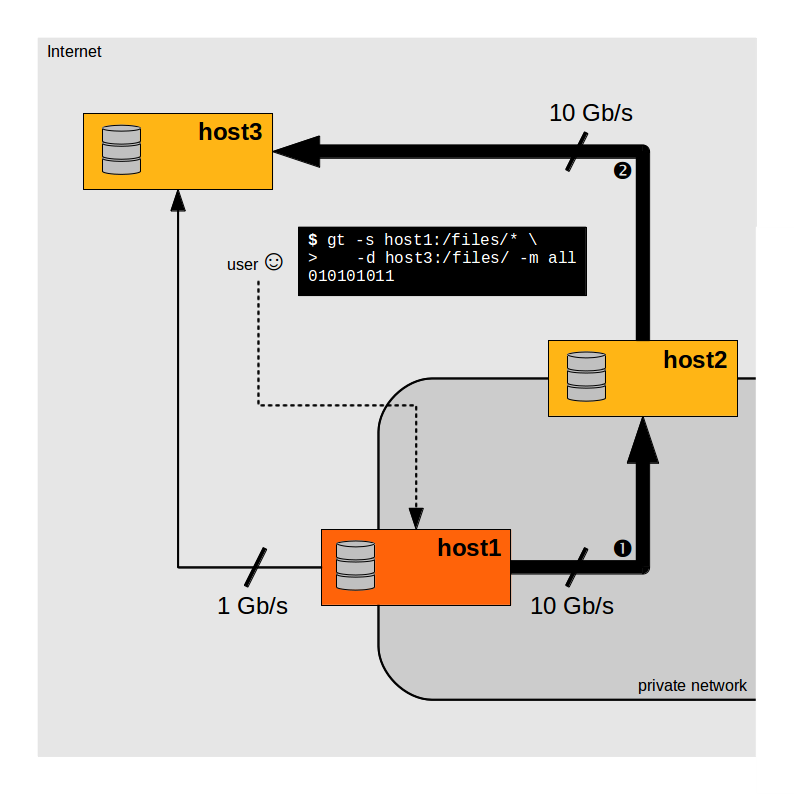 Internet
10 Gb/s
host3
❷
$ gt -s host1:/files/* \
>    -d host3:/files/ -m all
010101011
user ☺
host2
host1
❶
1 Gb/s
10 Gb/s
private network